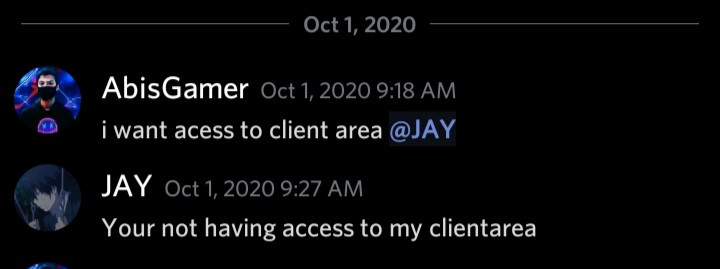 Oct 1, 2020
AbisGamer Oct 1, 2020 9:18 AM
i want acess to client area @JAY
JAY Oct 1, 2020 9:27 AM
Your not having access to my clientarea